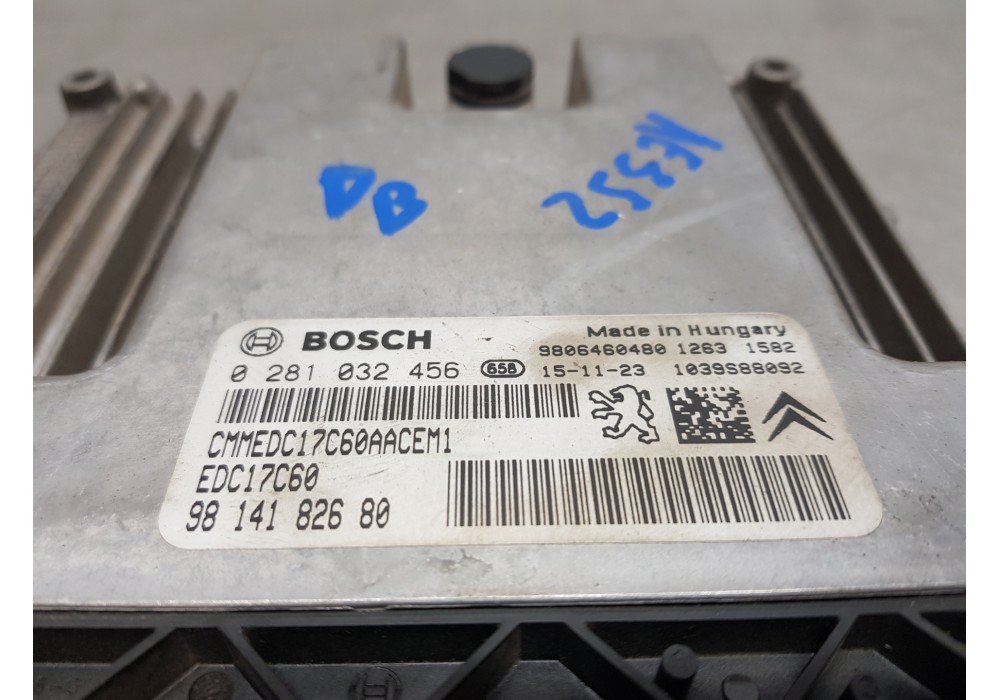 DB
BOSCH
Made in Hungary
9806460480 1263 1582
0 281 032 456 658 15-11-23 1039S88092
CMMEDC17C60AACEM1
EDC17C60
98 141 826 80